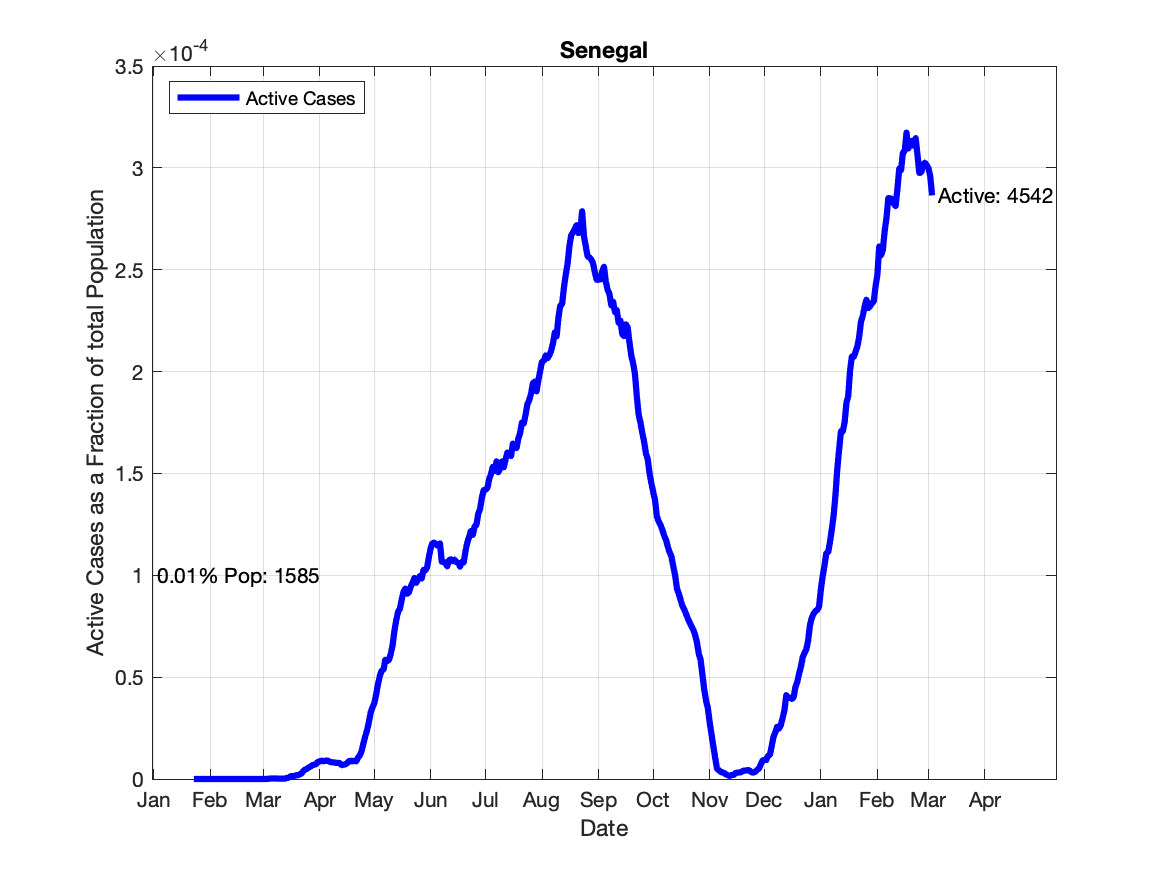 Senegal
×10-4
3.5
3
2.5
2
1.5
1
0.5
0
Active Cases
Active: 4542
0.01% Pop: 1585
Active Cases as a Fraction of total Population
Jan Feb Mar Apr May Jun Jul Aug Sep Oct Nov Dec Jan Feb Mar Apr
Date